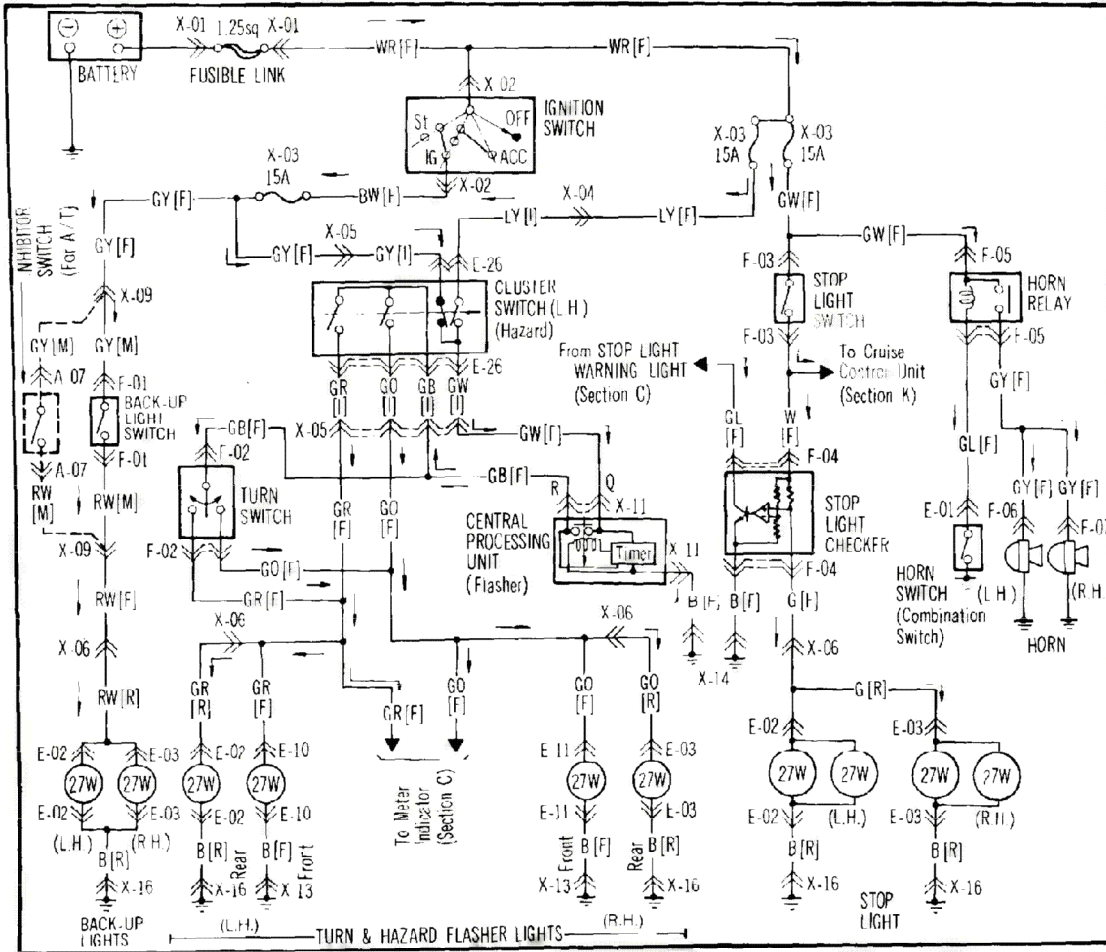 X-01 1.25sq X-01
WR[F] WR[F]
BATTERY FUSIBLE LINK
X-02
IGNITION
SWITCH
St OFF
IG ACC
X-02
X-03
15A
X-03
15A
X-03
15A
GY[F] BW[F]
X-04
LY[I] LY[F]
GW[F]
INHIBITOR
SWITCH
(For A/T)
GY[F]
X-05
GY[F] GY[I]
E-26
GW[F]
F-03
F-05
CLUSTER
SWITCH (L.H.)
(Hazard)
STOP
LIGHT
SWITCH
HORN
RELAY
X-09
F-03
F-05
GY[M] GY[M]
E-26
From STOP LIGHT
WARNING LIGHT
(Section C)
To Cruise
Control Unit
(Section K)
A-07 F-01
GR
[I]
GO
[I]
GB
[I]
GW
[I]
GY[F]
BACK-UP
LIGHT
SWITCH
GL
[F]
W
[F]
GB[F]
X-05
GW[F]
GL[F]
F-02
F-04
A-07 F-01
GB[F]
R Q
X-11
GY[F] GY[F]
RW
[M]
RW[M]
TURN
SWITCH
GR
[F]
GO
[F]
CENTRAL
PROCESSING
UNIT
(Flasher)
Timer
X-11
STOP
LIGHT
CHECKER
E-01 F-06
X-09
F-02
GO[F]
F-04
HORN
SWITCH
(Combination
Switch)
(L.H.) (R.H.)
HORN
RW[F]
GR[F]
B[F] B[F] G[F]
X-06
X-06
X-06
X-06
X-14
RW[R]
GR
[R]
GR
[F]
GR[F]
GO
[F]
GO
[F]
GO
[R]
G[R]
E-02 E-03 E-02 E-10
E-11 E-03
E-02 E-03
27W 27W 27W 27W
27W 27W
27W 27W 27W 27W
E-02 E-03 E-02 E-10
E-11 E-03
E-02 (L.H.) E-03 (R.H.)
(L.H.) (R.H.)
To Meter
Indicator
(Section C)
B[R]
B[R] Rear B[F] Front
Front B[F] Rear B[R]
B[R] B[R]
X-16
X-16 X-13
X-13 X-16
X-16 X-16
BACK-UP
LIGHTS
(L.H.) TURN & HAZARD FLASHER LIGHTS (R.H.)
STOP
LIGHT